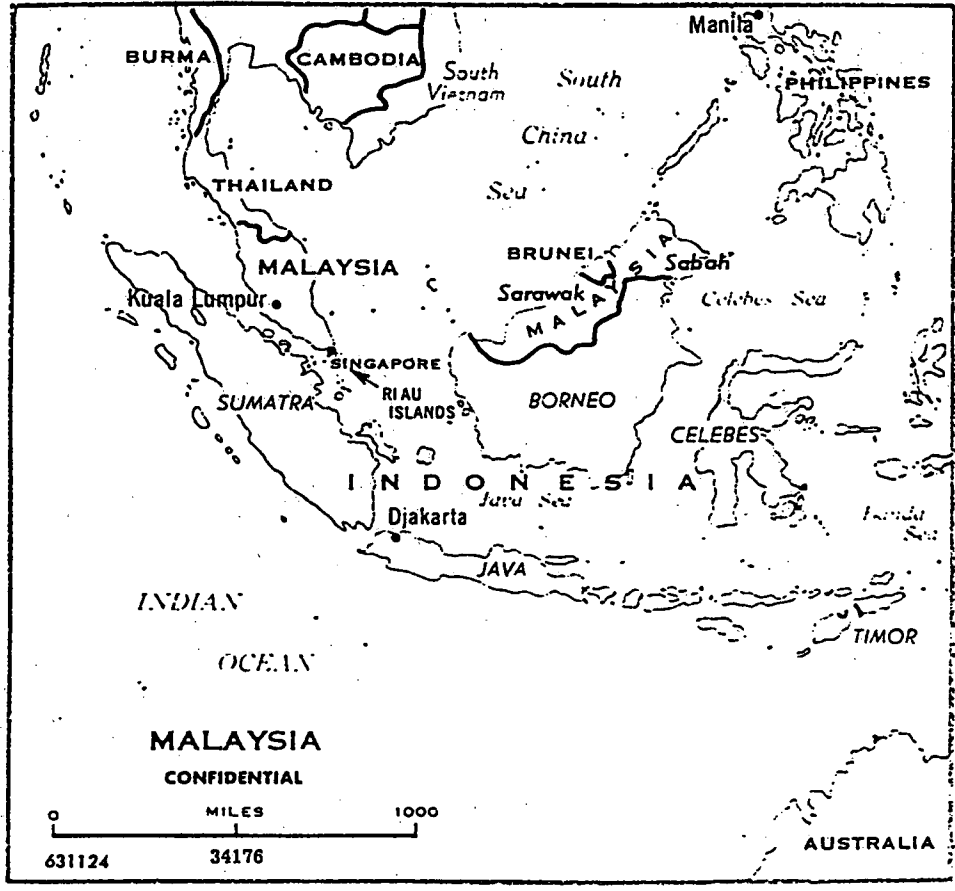 Manila
BURMA
CAMBODIA
South
Vietnam
South
China
Sea
PHILIPPINES
THAILAND
BRUNEI
Sabah
MALAYSIA
Sarawak
MALAYSIA
Kuala Lumpur
Celebes Sea
SINGAPORE
RIAU
ISLANDS
SUMATRA
BORNEO
CELEBES
INDONESIA
Java Sea
Banda
Sea
Djakarta
JAVA
INDIAN
OCEAN
TIMOR
MALAYSIA
CONFIDENTIAL
0 MILES 1000
631124 34176
AUSTRALIA